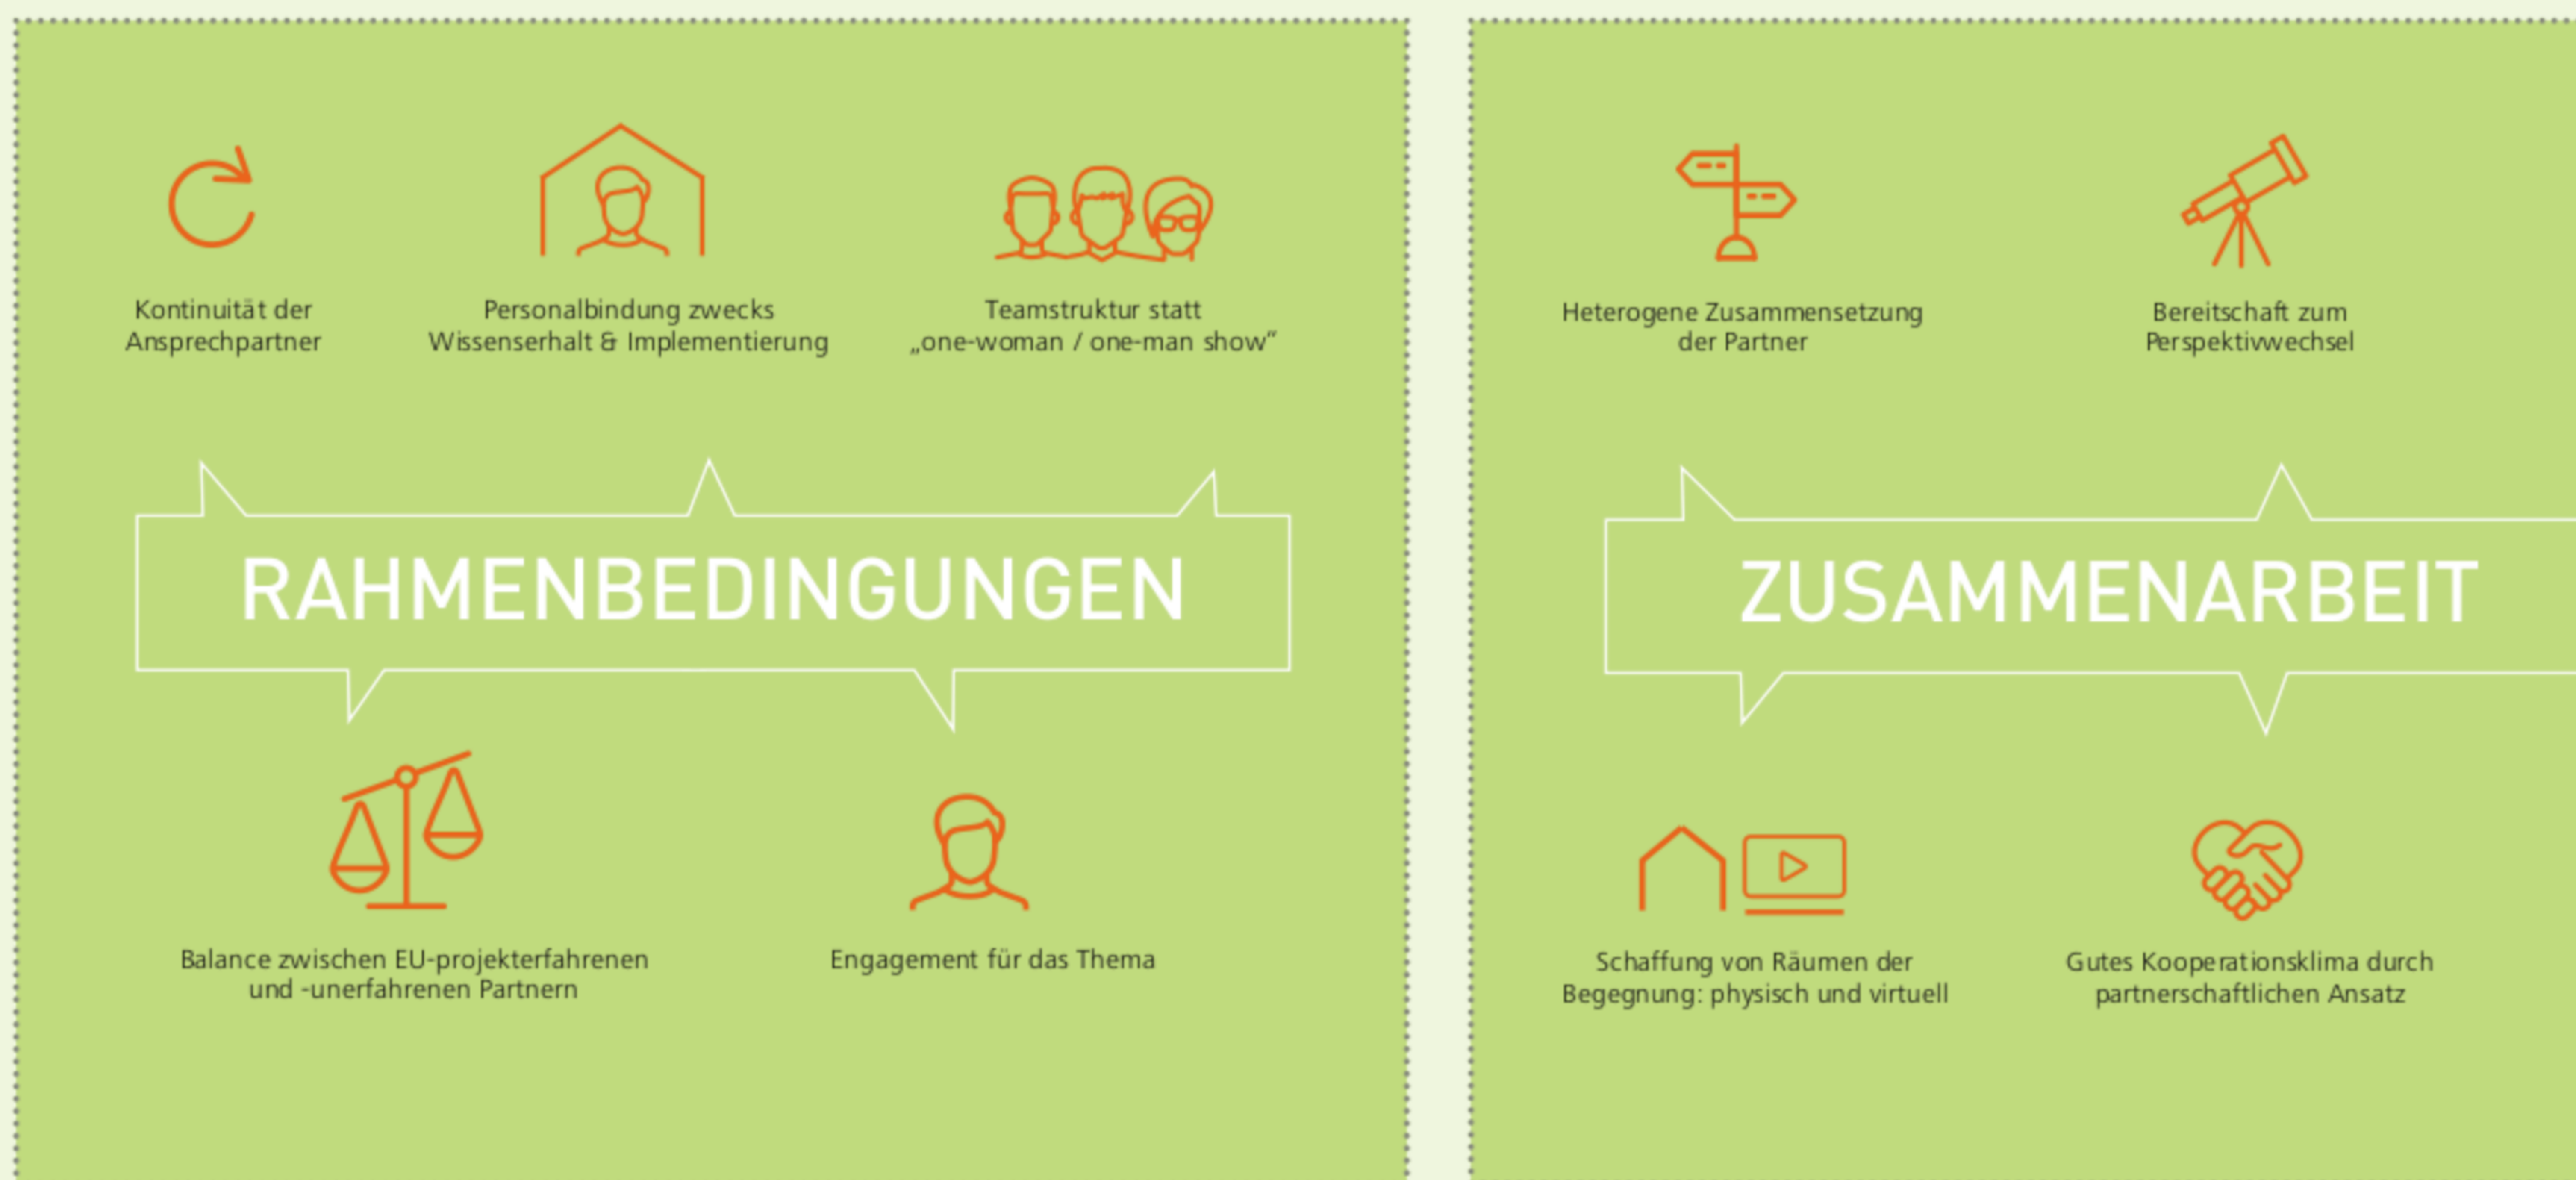 Kontinuität der
Ansprechpartner
Personalbindung zwecks
Wissenserhalt & Implementierung
Teamstruktur statt
„one-woman / one-man show“
RAHMENBEDINGUNGEN
Balance zwischen EU-projekterfahrenen
und -unerfahrenen Partnern
Engagement für das Thema
Heterogene Zusammensetzung
der Partner
Bereitschaft zum
Perspektivwechsel
ZUSAMMENARBEIT
Schaffung von Räumen der
Begegnung: physisch und virtuell
Gutes Kooperationsklima durch
partnerschaftlichen Ansatz